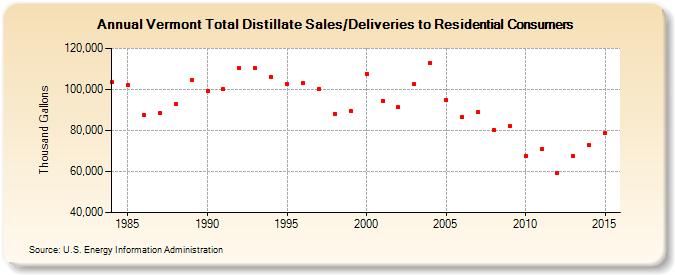 Annual Vermont Total Distillate Sales/Deliveries to Residential Consumers
Thousand Gallons
120,000
100,000
80,000
60,000
40,000
1985 1990 1995 2000 2005 2010 2015
Source: U.S. Energy Information Administration